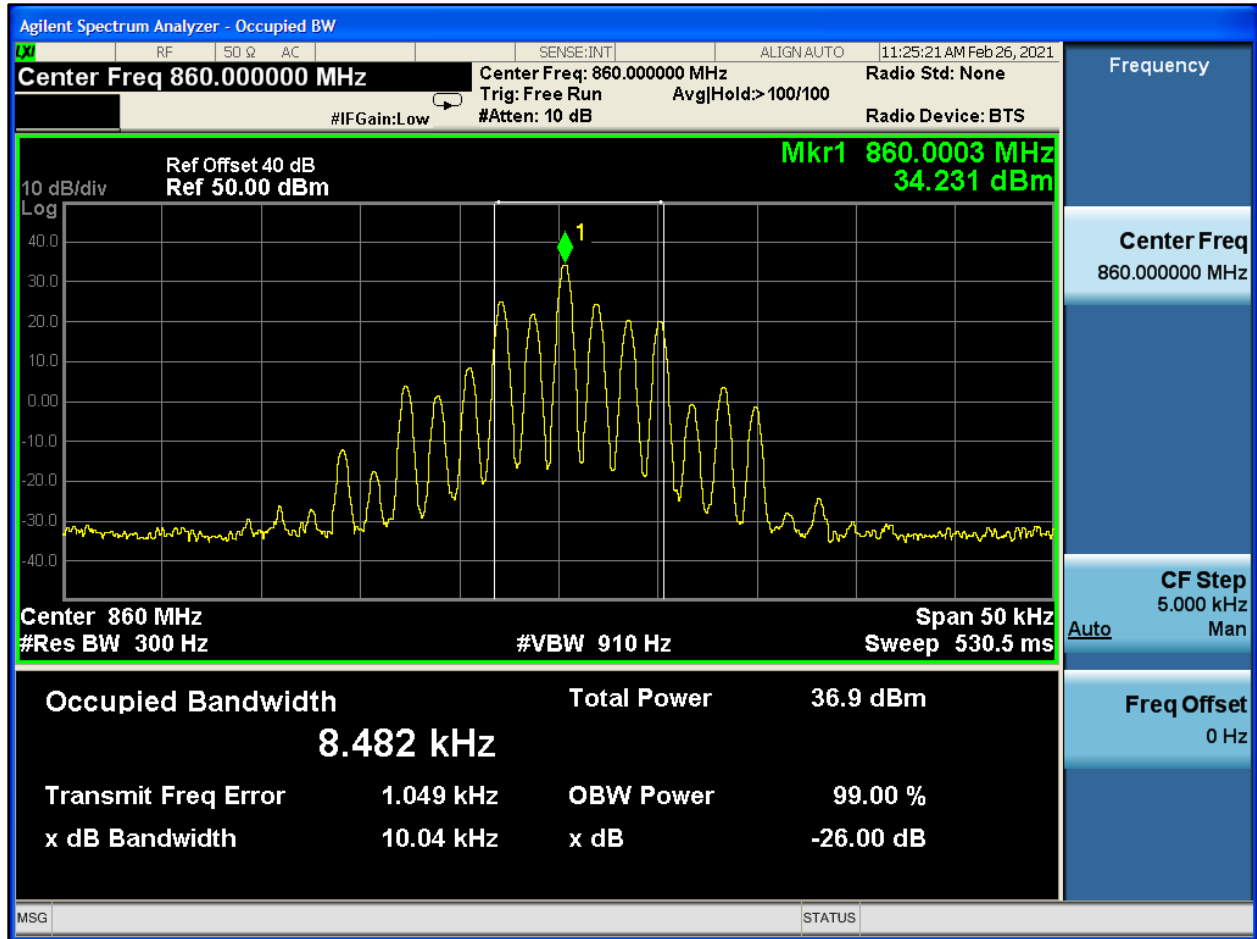 Agilent Spectrum Analyzer - Occupied BW
LXI RF 50 Ω AC SENSE:INT ALIGN AUTO 11:25:21 AM Feb 26, 2021
Center Freq 860.000000 MHz
Center Freq: 860.000000 MHz
Radio Std: None
Trig: Free Run Avg|Hold:>100/100
#IFGain:Low
#Atten: 10 dB
Radio Device: BTS
Frequency
Ref Offset 40 dB
Mkr1 860.0003 MHz
10 dB/div Ref 50.00 dBm
34.231 dBm
Log
1
40.0
30.0
20.0
10.0
0.00
-10.0
-20.0
-30.0
-40.0
Center 860 MHz
Span 50 kHz
#Res BW 300 Hz
#VBW 910 Hz
Sweep 530.5 ms
Center Freq
860.000000 MHz
CF Step
5.000 kHz
Auto Man
Freq Offset
0 Hz
Occupied Bandwidth
Total Power 36.9 dBm
8.482 kHz
Transmit Freq Error 1.049 kHz OBW Power 99.00 %
x dB Bandwidth 10.04 kHz x dB -26.00 dB
MSG STATUS